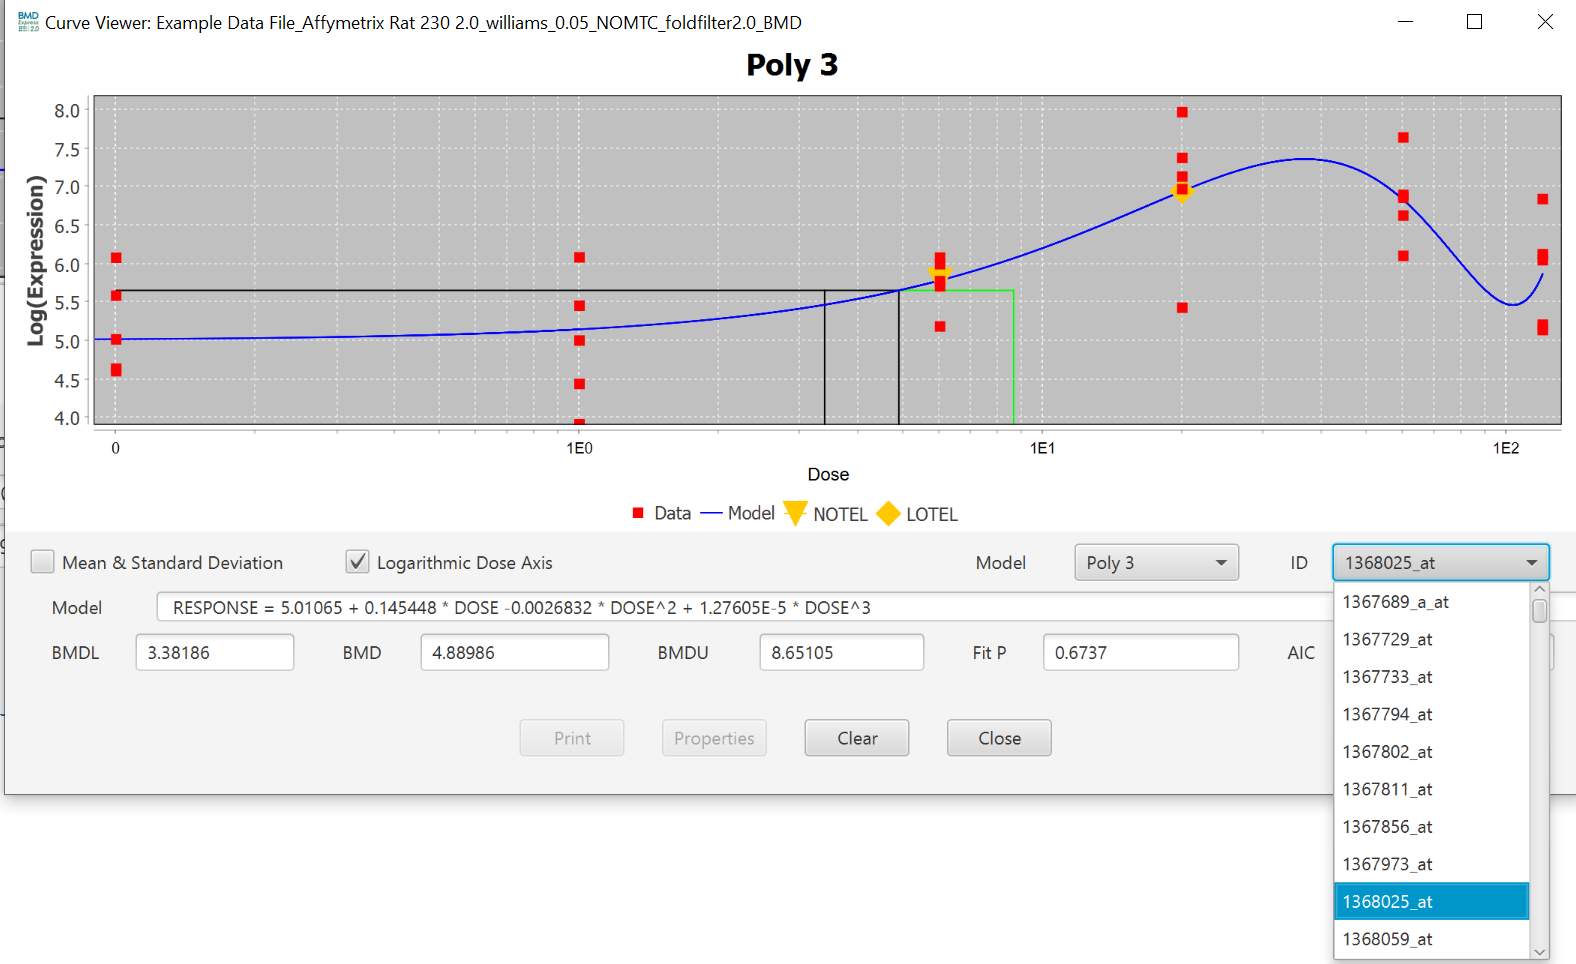 BMD
Express
2.0
Curve Viewer: Example Data File_Affymetrix Rat 230 2.0_williams_0.05_NOMTC_foldfilter2.0_BMD
Poly 3
Log(Expression)
8.0
7.5
7.0
6.5
6.0
5.5
5.0
4.5
4.0
0 1E0 1E1 1E2
Dose
Data Model NOTEL LOTEL
Mean & Standard Deviation Logarithmic Dose Axis Model Poly 3 ID 1368025_at
Model RESPONSE = 5.01065 + 0.145448 * DOSE -0.0026832 * DOSE^2 + 1.27605E-5 * DOSE^3
BMDL 3.38186 BMD 4.88986 BMDU 8.65105 Fit P 0.6737 AIC
Print Properties Clear Close
1367689_a_at
1367729_at
1367733_at
1367794_at
1367802_at
1367811_at
1367856_at
1367973_at
1368025_at
1368059_at